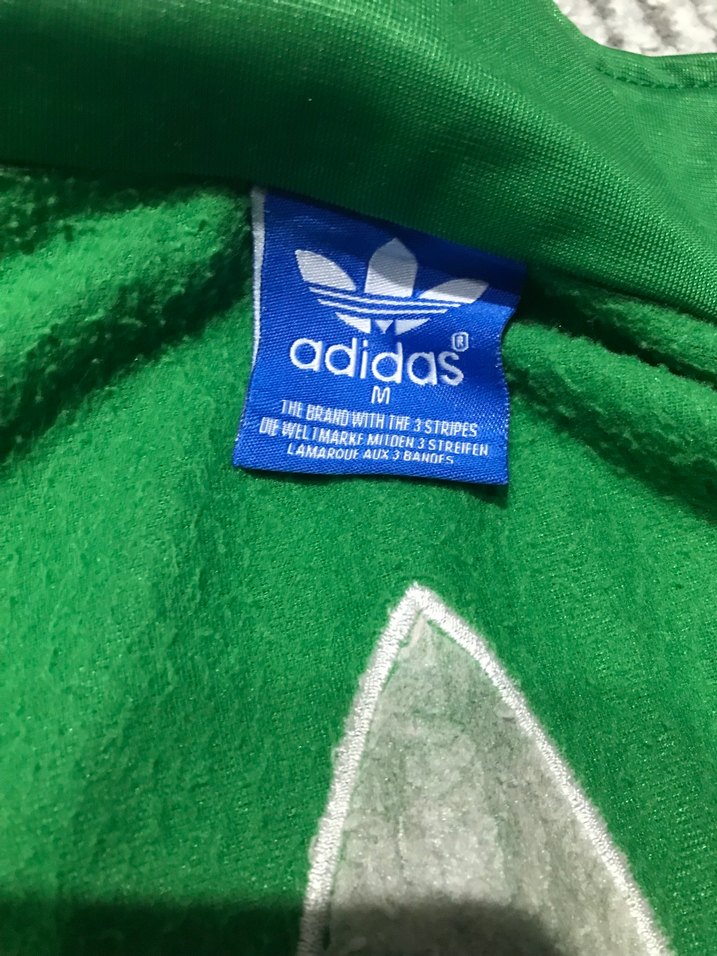 adidas®
M
THE BRAND WITH THE 3 STRIPES
DIE WELTMARKE MIT DEN 3 STREIFEN
LA MARQUE AUX 3 BANDES